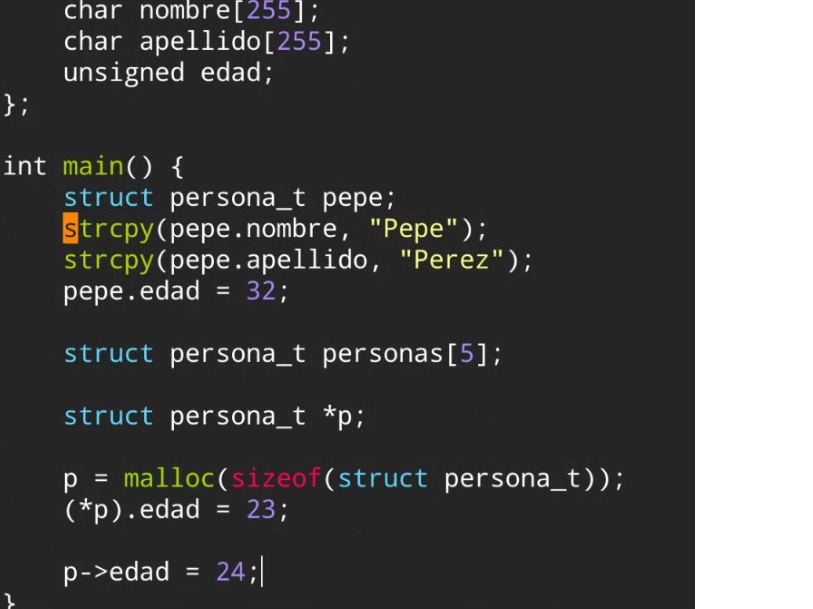 char nombre[255];
char apellido[255];
unsigned edad;
};
int main() {
struct persona_t pepe;
strcpy(pepe.nombre, "Pepe");
strcpy(pepe.apellido, "Perez");
pepe.edad = 32;
struct persona_t personas[5];
struct persona_t *p;
p = malloc(sizeof(struct persona_t));
(*p).edad = 23;
p->edad = 24;
}